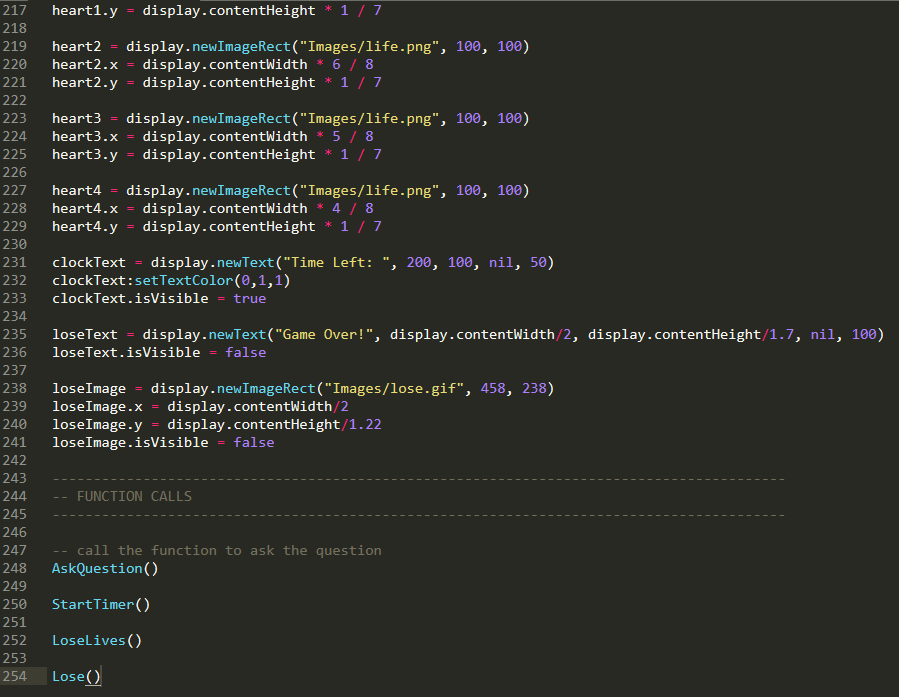 217 heart1.y = display.contentHeight * 1 / 7
218
219 heart2 = display.newImageRect("Images/life.png", 100, 100)
220 heart2.x = display.contentWidth * 6 / 8
221 heart2.y = display.contentHeight * 1 / 7
222
223 heart3 = display.newImageRect("Images/life.png", 100, 100)
224 heart3.x = display.contentWidth * 5 / 8
225 heart3.y = display.contentHeight * 1 / 7
226
227 heart4 = display.newImageRect("Images/life.png", 100, 100)
228 heart4.x = display.contentWidth * 4 / 8
229 heart4.y = display.contentHeight * 1 / 7
230
231 clockText = display.newText("Time Left: ", 200, 100, nil, 50)
232 clockText:setTextColor(0,1,1)
233 clockText.isVisible = true
234
235 loseText = display.newText("Game Over!", display.contentWidth/2, display.contentHeight/1.7, nil, 100)
236 loseText.isVisible = false
237
238 loseImage = display.newImageRect("Images/lose.gif", 458, 238)
239 loseImage.x = display.contentWidth/2
240 loseImage.y = display.contentHeight/1.22
241 loseImage.isVisible = false
242
243 -----------------------------------------------------------------------------------------
244 -- FUNCTION CALLS
245 -----------------------------------------------------------------------------------------
246
247 -- call the function to ask the question
248 AskQuestion()
249
250 StartTimer()
251
252 LoseLives()
253
254 Lose()